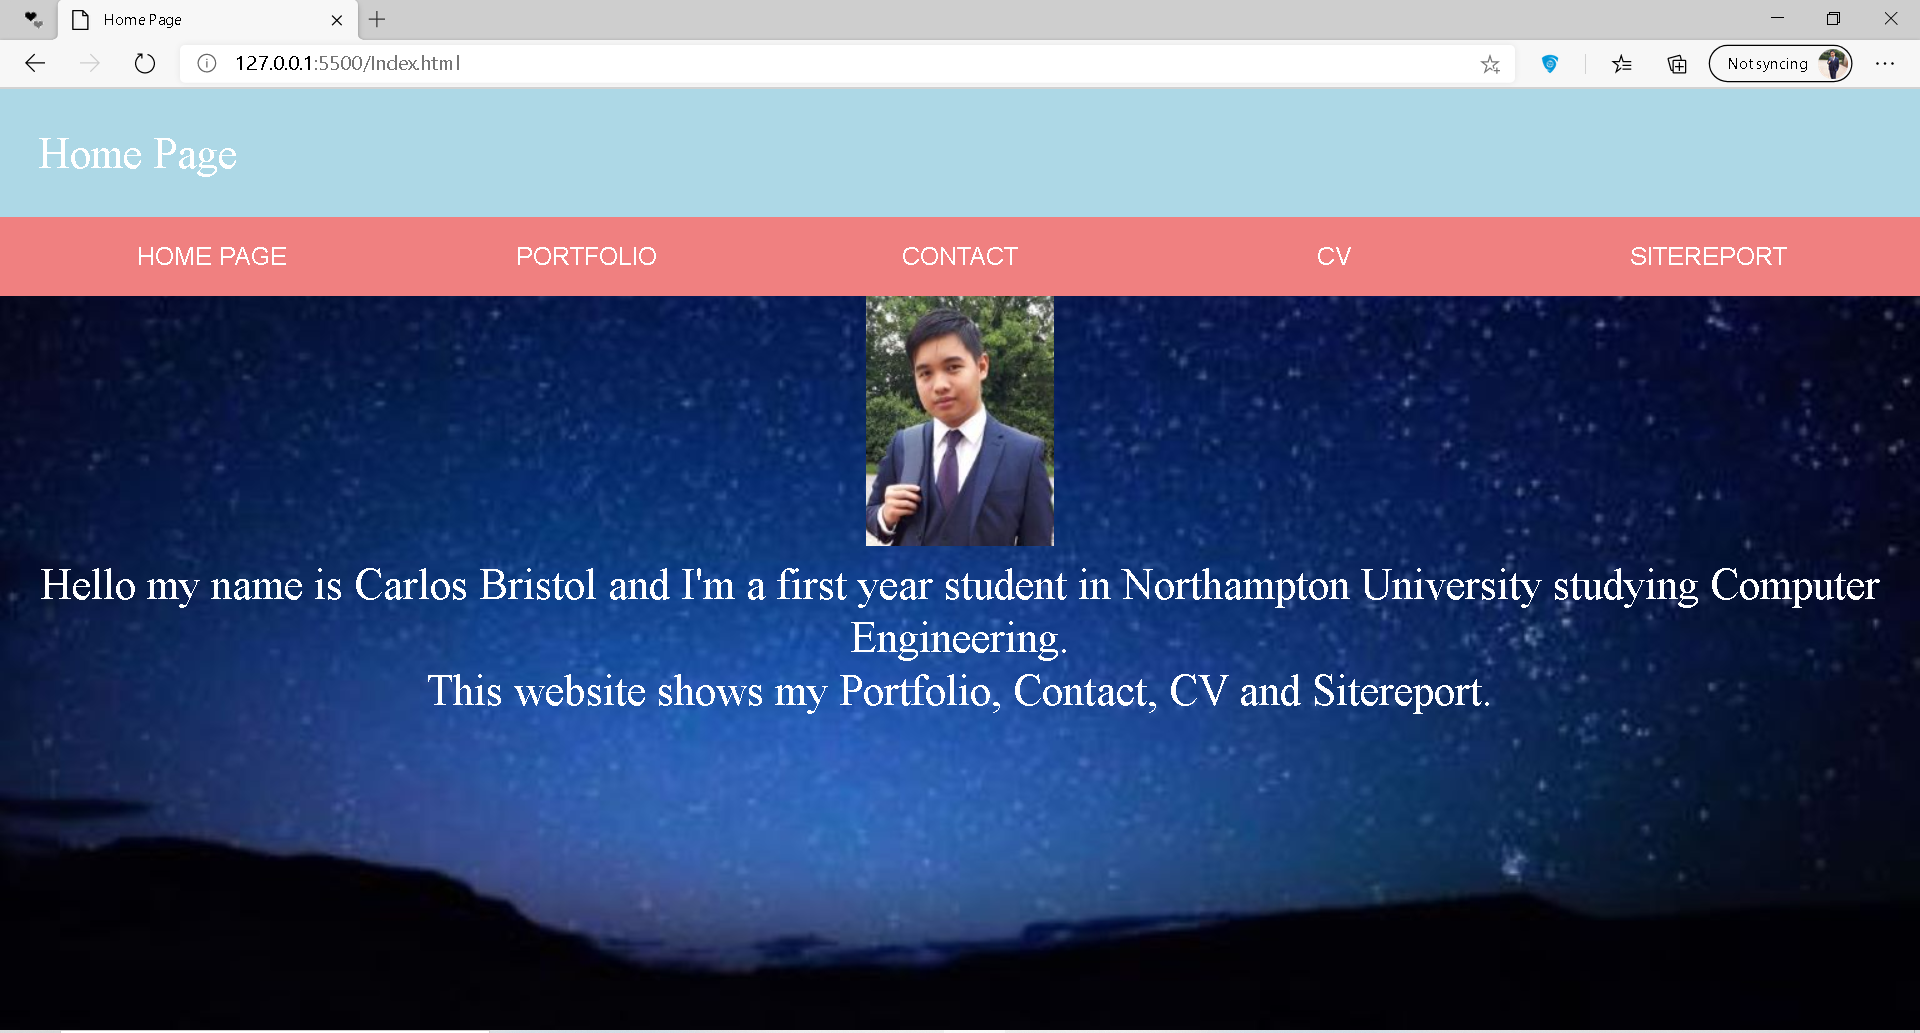 Home Page
127.0.0.1:5500/Index.html
Not syncing
Home Page
HOME PAGE PORTFOLIO CONTACT CV SITEREPORT
Hello my name is Carlos Bristol and I'm a first year student in Northampton University studying Computer
Engineering.
This website shows my Portfolio, Contact, CV and Sitereport.